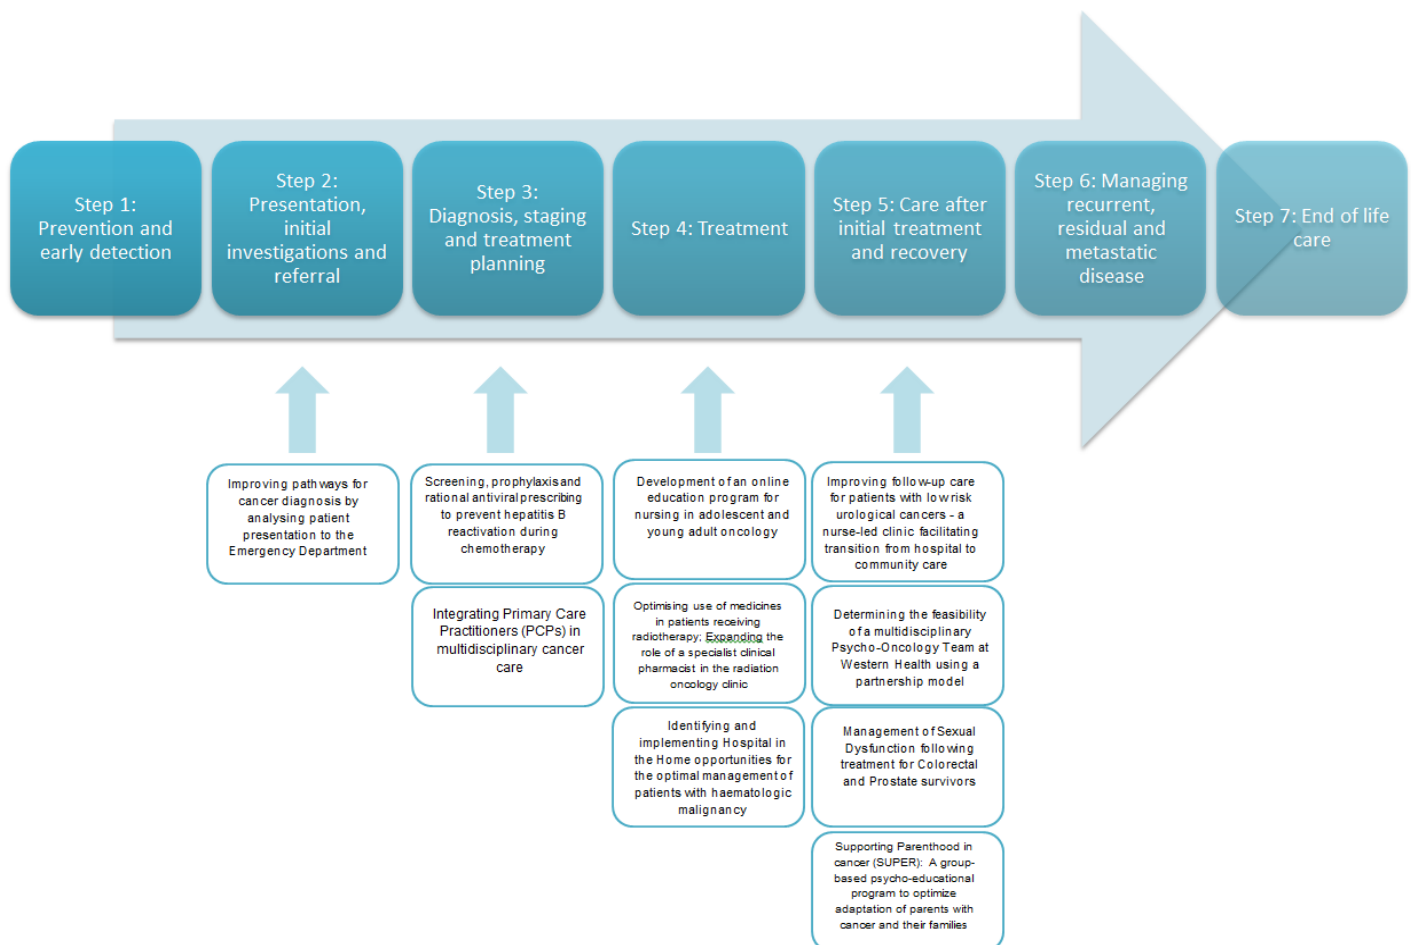 Step 1:
Prevention and
early detection
Step 2:
Presentation,
initial
investigations and
referral
Step 3:
Diagnosis, staging
and treatment
planning
Step 4: Treatment
Step 5: Care after
initial treatment
and recovery
Step 6: Managing
recurrent,
residual and
metastatic
disease
Step 7: End of life
care
Improving pathways for
cancer diagnosis by
analysing patient
presentation to the
Emergency Department
Screening, prophylaxis and
rational antiviral prescribing
to prevent hepatitis B
reactivation during
chemotherapy
Integrating Primary Care
Practitioners (PCPs) in
multidisciplinary cancer
care
Development of an online
education program for
nursing in adolescent and
young adult oncology
Optimising use of medicines
in patients receiving
radiotherapy; Expanding the
role of a specialist clinical
pharmacist in the radiation
oncology clinic
Identifying and
implementing Hospital in
the Home opportunities for
the optimal management of
patients with haematologic
malignancy
Improving follow-up care
for patients with low risk
urological cancers - a
nurse-led clinic facilitating
transition from hospital to
community care
Determining the feasibility
of a multidisciplinary
Psycho-Oncology Team at
Western Health using a
partnership model
Management of Sexual
Dysfunction following
treatment for Colorectal
and Prostate survivors
Supporting Parenthood in
cancer (SUPER): A group-
based psycho-educational
program to optimize
adaptation of parents with
cancer and their families